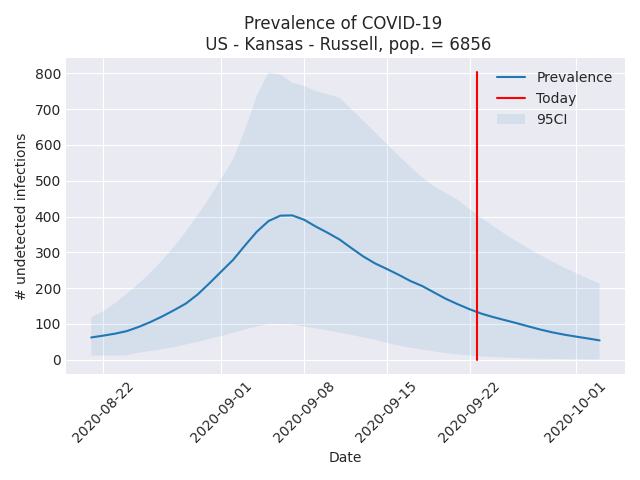 Prevalence of COVID-19
US - Kansas - Russell, pop. = 6856
Prevalence
Today
95CI
# undetected infections
800
700
600
500
400
300
200
100
0
2020-08-22
2020-09-01
2020-09-08
2020-09-15
2020-09-22
2020-10-01
Date